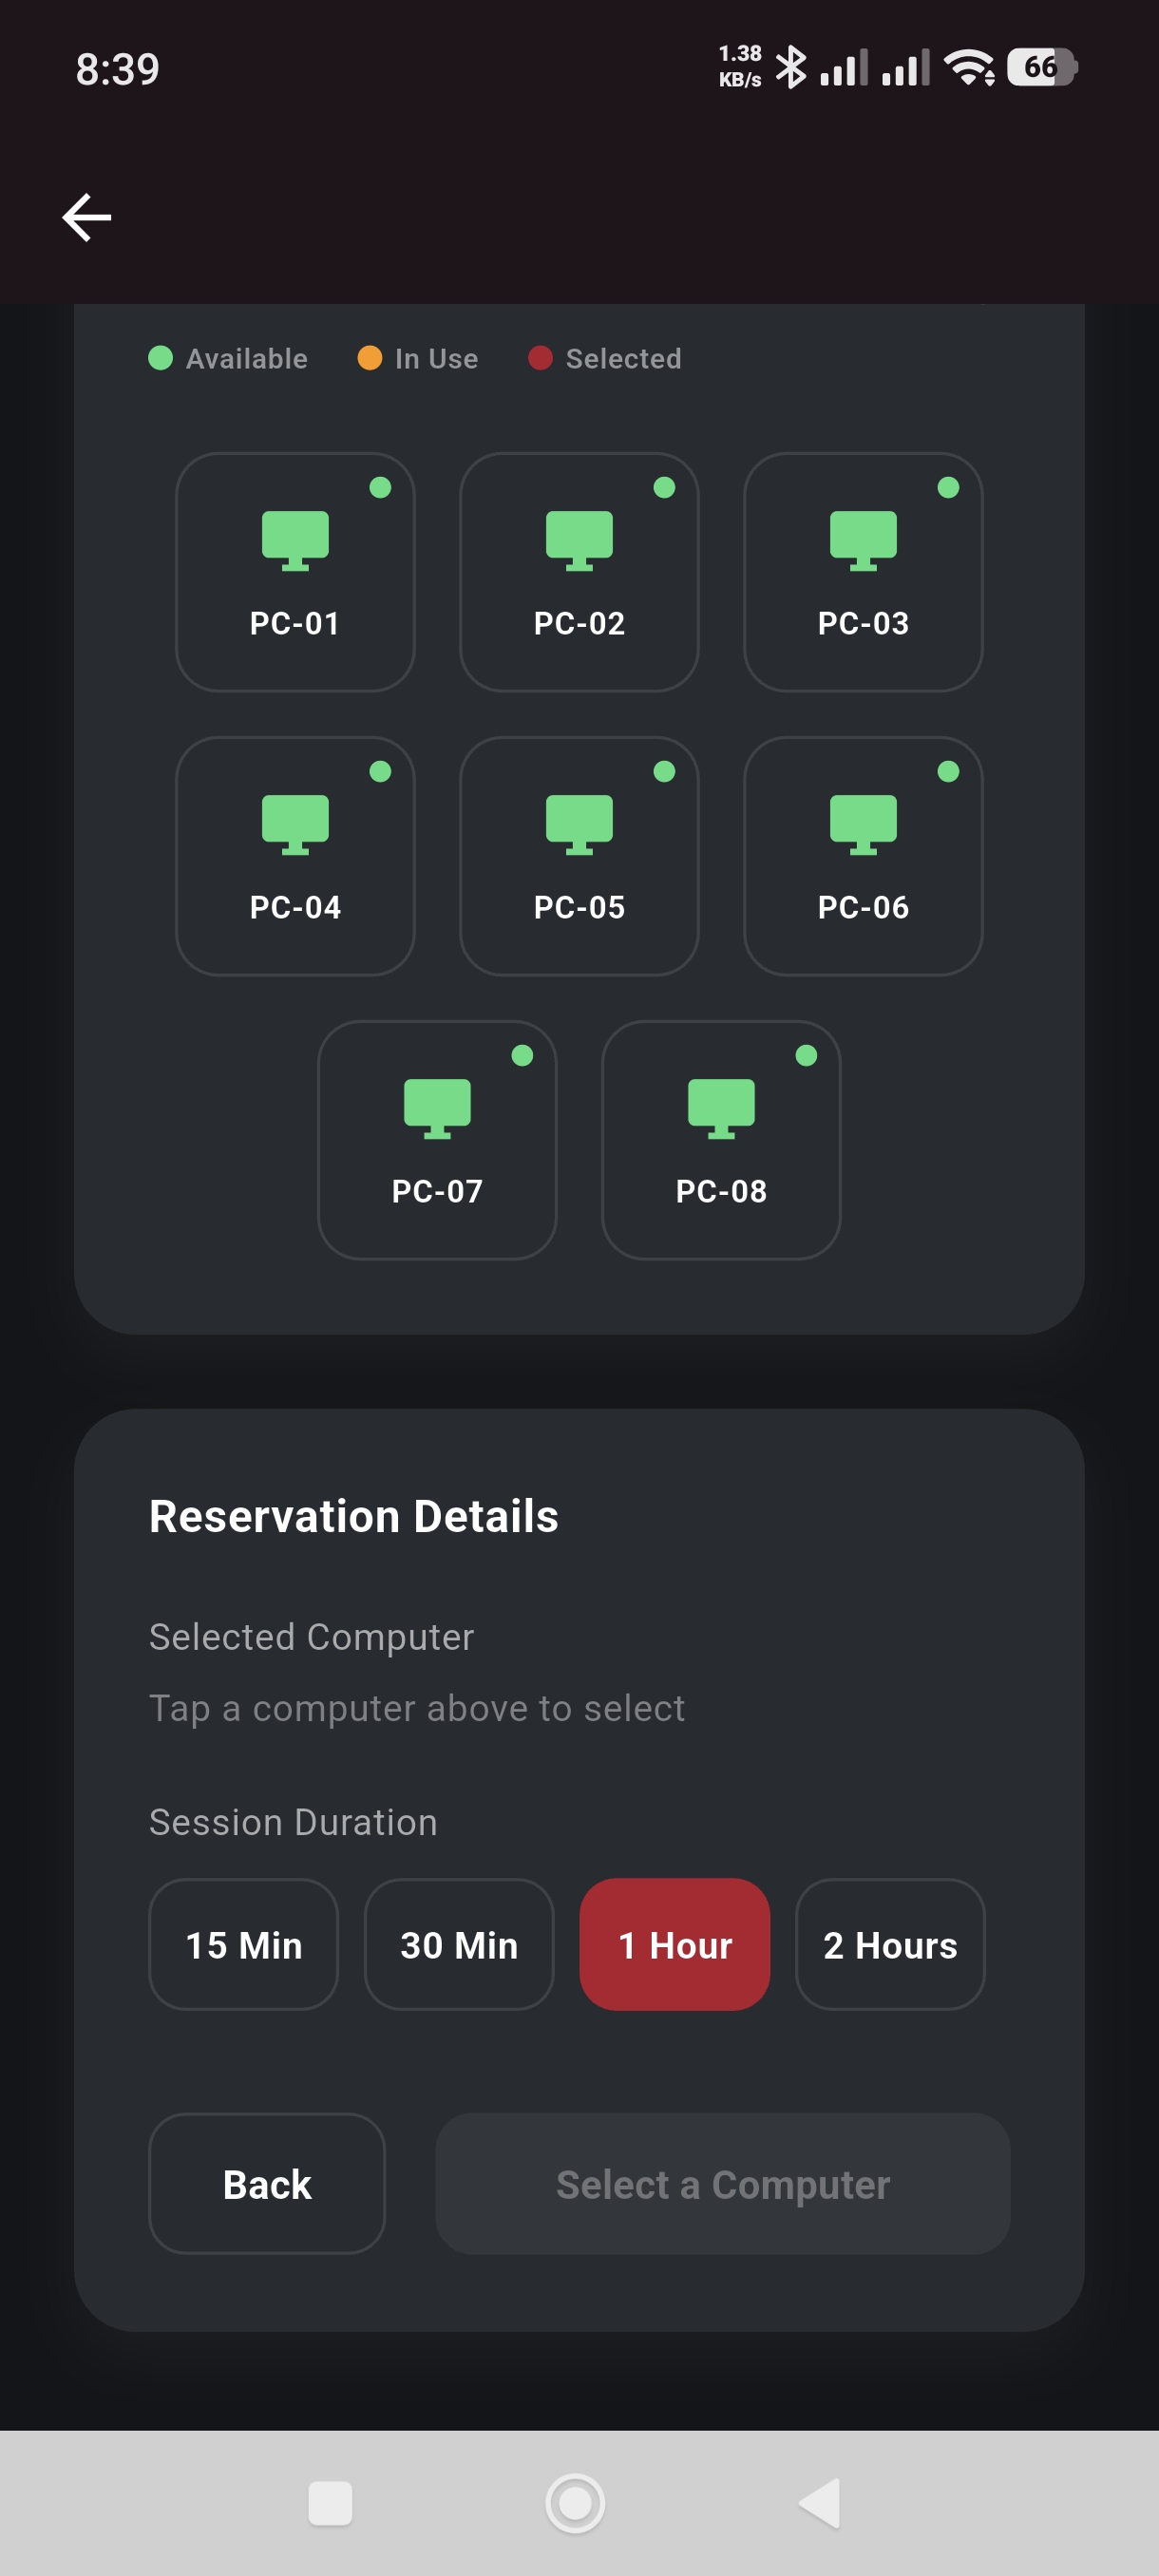 8:39
1.38
KB/s
66
Available In Use Selected
PC-01 PC-02 PC-03
PC-04 PC-05 PC-06
PC-07 PC-08
Reservation Details
Selected Computer
Tap a computer above to select
Session Duration
15 Min 30 Min 1 Hour 2 Hours
Back Select a Computer